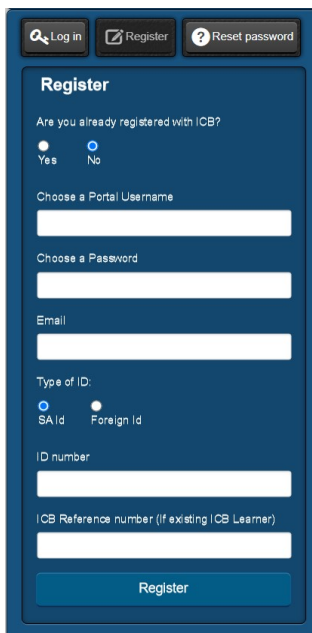 Log in Register Reset password
Register
Are you already registered with ICB?
Yes No
Choose a Portal Username
Choose a Password
Email
Type of ID:
SA Id Foreign Id
ID number
ICB Reference number (If existing ICB Learner)
Register